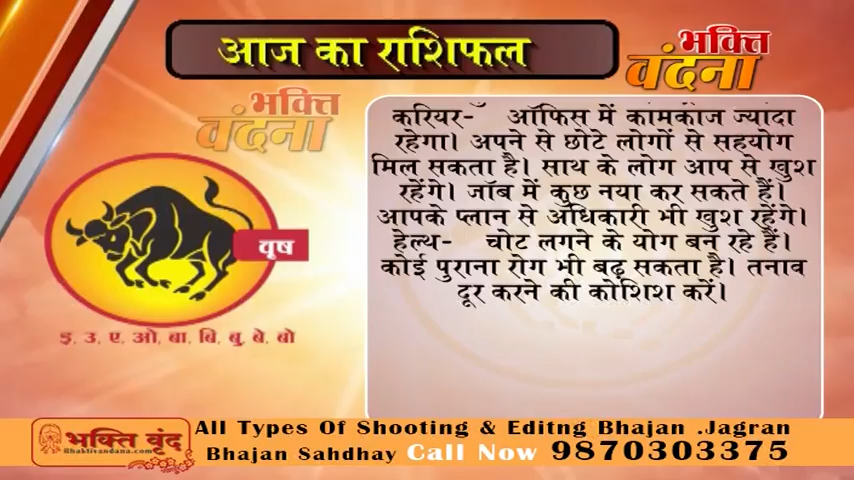 आज का राशिफल
भक्ति
वंदना
भक्ति
वंदना
करियर- ऑफिस में कामकाज ज्यादा
रहेगा। अपने से छोटे लोगों से सहयोग
मिल सकता है। साथ के लोग आप से खुश
रहेंगे। जॉब में कुछ नया कर सकते हैं।
आपके प्लान से अधिकारी भी खुश रहेंगे।
हेल्थ- चोट लगने के योग बन रहे हैं।
कोई पुराना रोग भी बढ़ सकता है। तनाव
दूर करने की कोशिश करें।
वृष
इ, उ, ए, ओ, बा, बि, बु, बे, बो
भक्ति वृंद
Bhaktivandana.com
All Types Of Shooting & Editng Bhajan .Jagran
Bhajan Sahdhay Call Now 9870303375